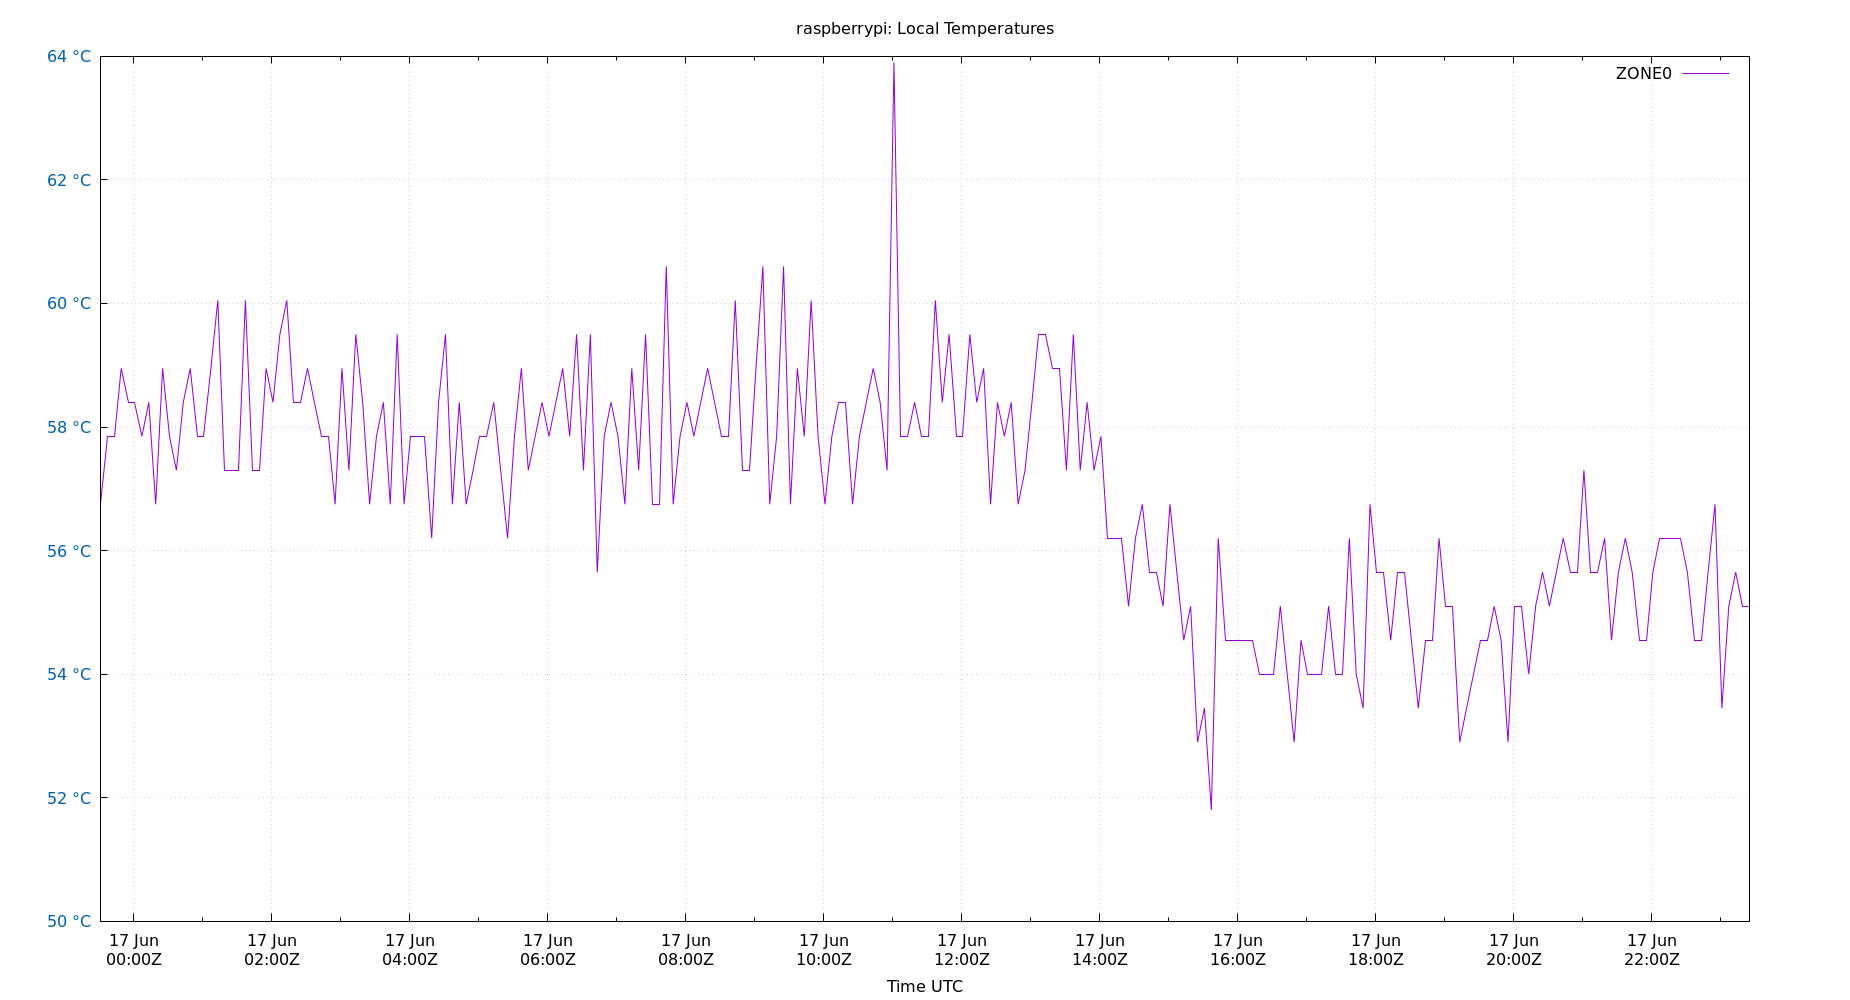 raspberrypi: Local Temperatures
64 °C
ZONE0
62 °C
60 °C
58 °C
56 °C
54 °C
52 °C
50 °C
17 Jun 17 Jun 17 Jun 17 Jun 17 Jun 17 Jun 17 Jun 17 Jun 17 Jun 17 Jun 17 Jun 17 Jun
00:00Z 02:00Z 04:00Z 06:00Z 08:00Z 10:00Z 12:00Z 14:00Z 16:00Z 18:00Z 20:00Z 22:00Z
Time UTC